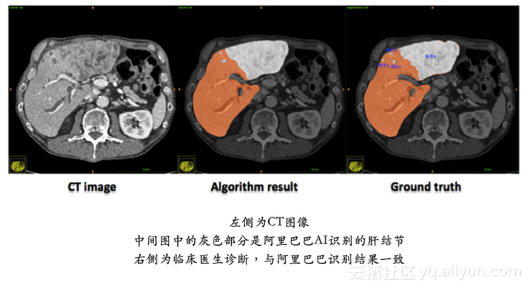 CT image
Algorithm result
Ground truth
左侧为CT图像
中间图中的灰色部分是阿里巴巴AI识别的肝结节
右侧为临床医生诊断，与阿里巴巴识别结果一致
云栖社区 yq.aliyun.com